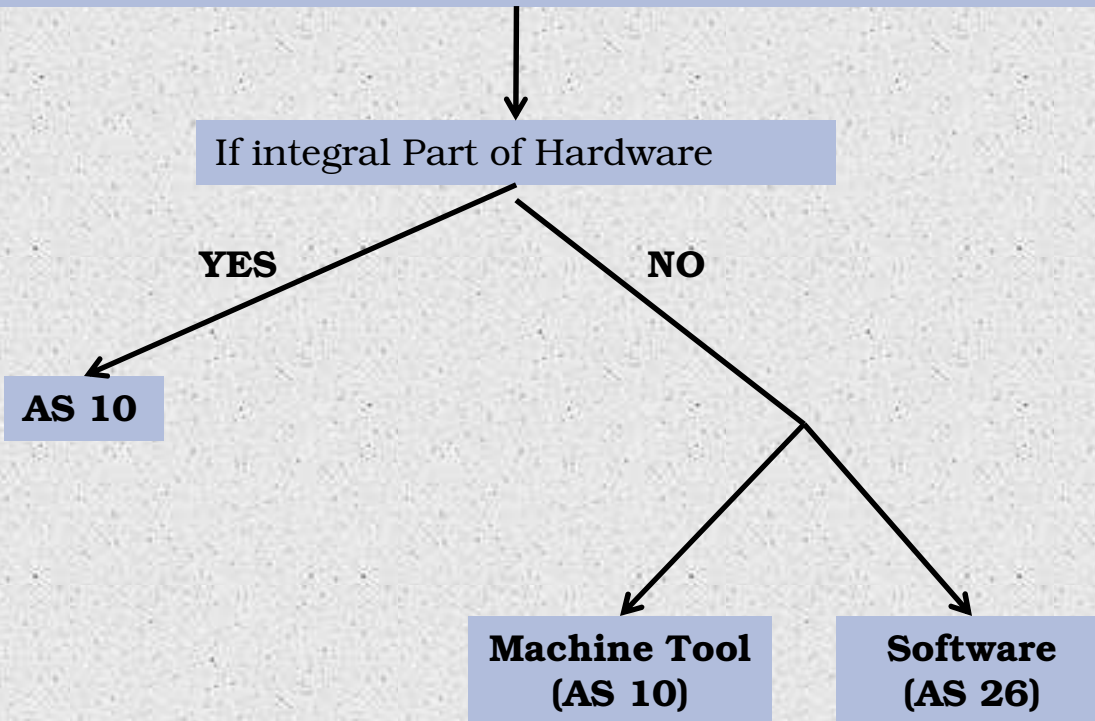 If integral Part of Hardware
YES
NO
AS 10
Machine Tool
(AS 10)
Software
(AS 26)